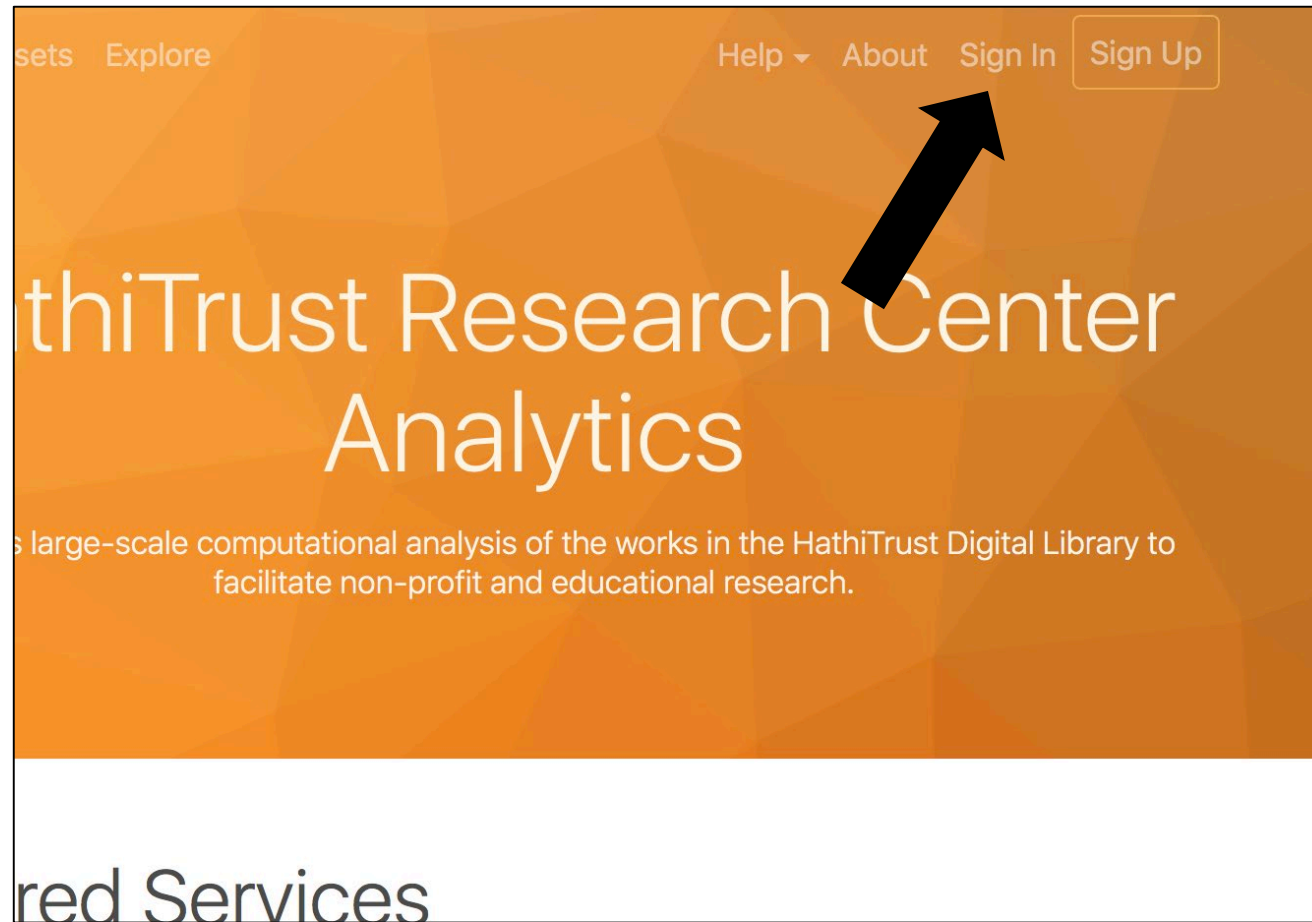 sets Explore Help About Sign In Sign Up
thiTrust Research Center
Analytics
s large-scale computational analysis of the works in the HathiTrust Digital Library to
facilitate non-profit and educational research.
red Services